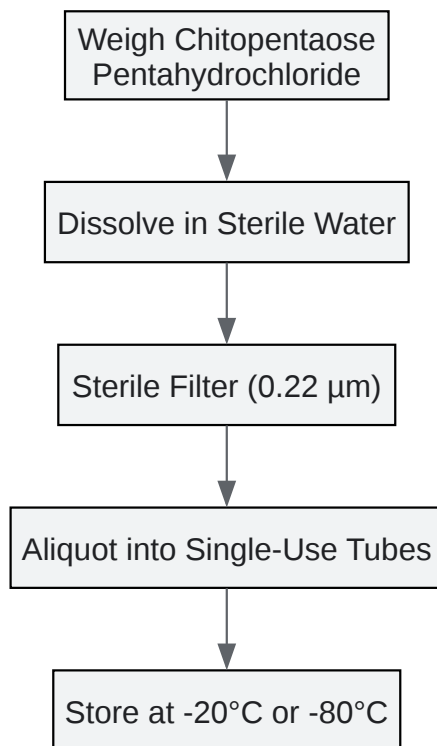 Weigh Chitopentaose
Pentahydrochloride
Dissolve in Sterile Water
Sterile Filter (0.22 µm)
Aliquot into Single-Use Tubes
Store at -20°C or -80°C